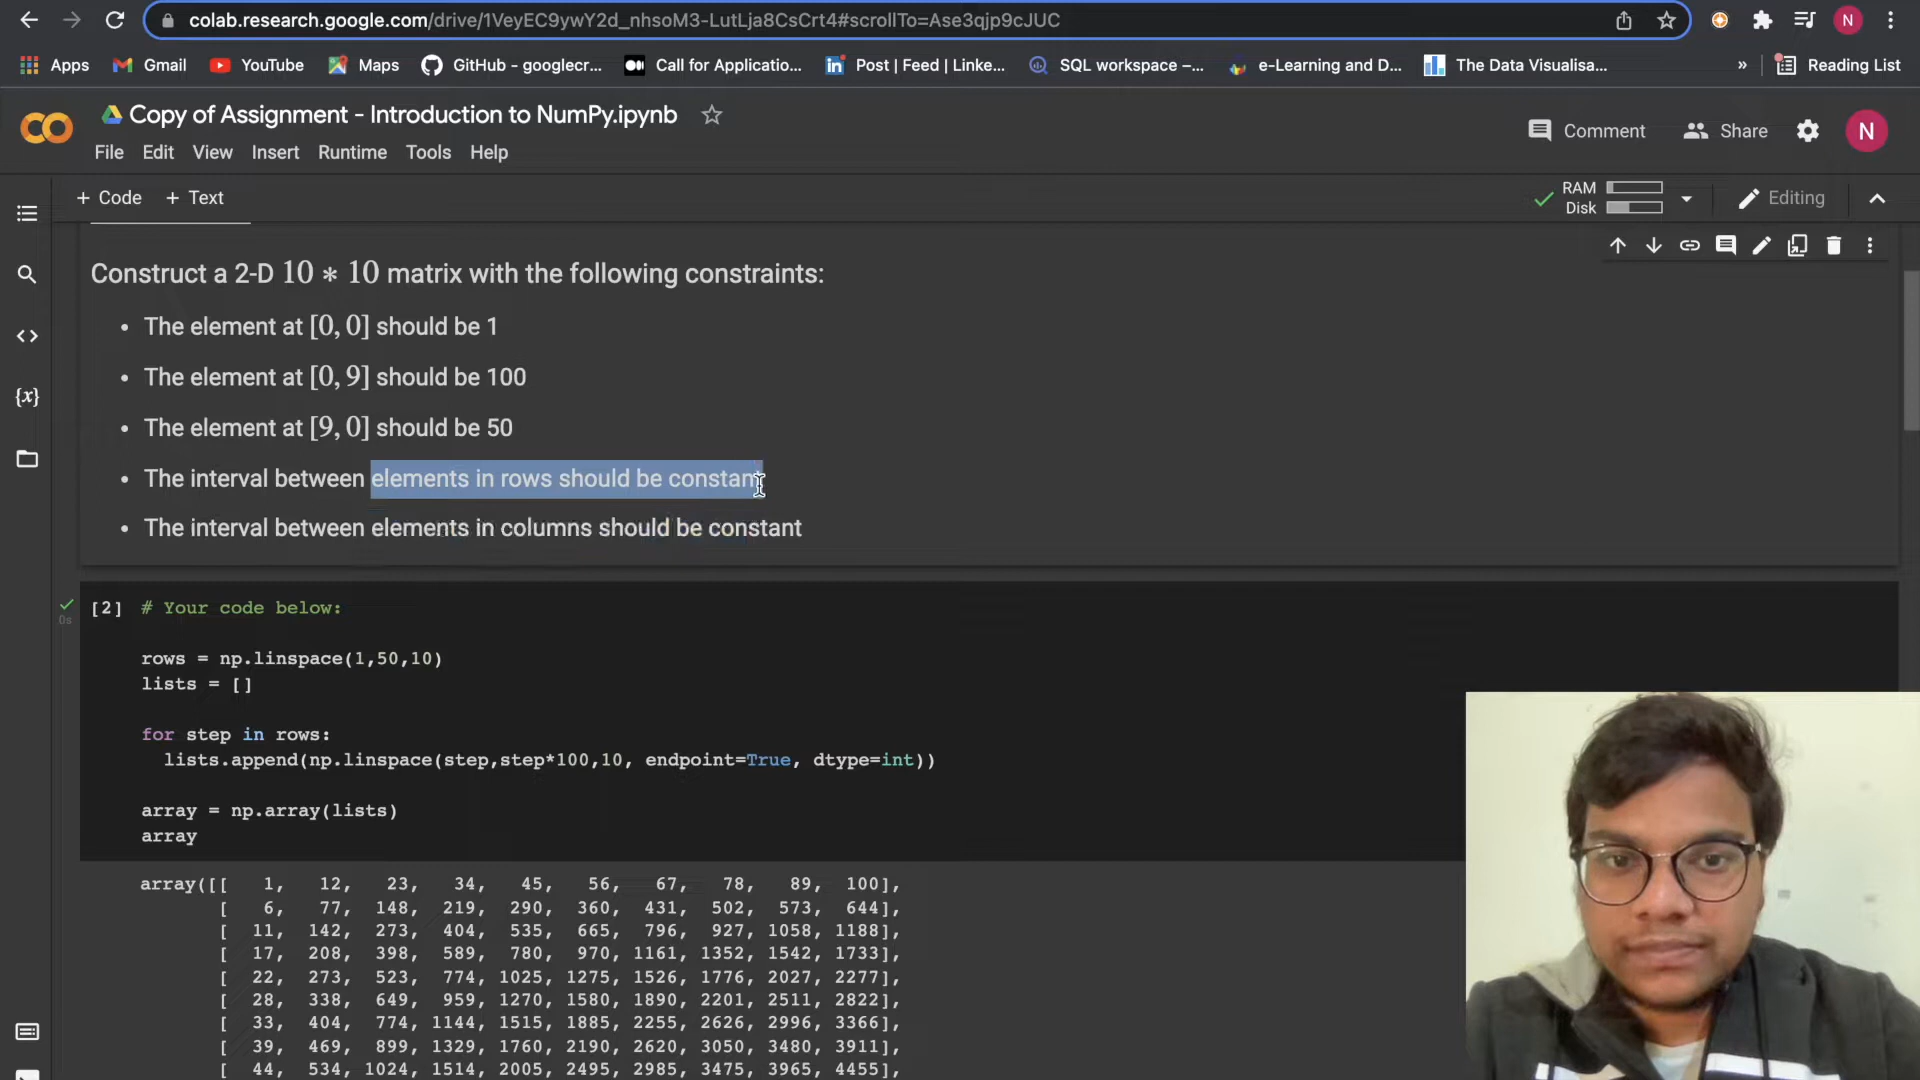 colab.research.google.com/drive/1VeyEC9ywY2d_nhsoM3-LutLja8CsCrt4#scrollTo=Ase3qjp9cJUC
N
Apps
Gmail
YouTube
Maps
GitHub - googlecr...
Call for Applicatio...
Post | Feed | Linke...
SQL workspace –...
e-Learning and D...
The Data Visualisa...
»
Reading List
Copy of Assignment - Introduction to NumPy.ipynb
Comment
Share
N
File
Edit
View
Insert
Runtime
Tools
Help
+ Code
+ Text
RAM
Disk
Editing
Construct a 2-D 10 ∗ 10 matrix with the following constraints:
• The element at [0, 0] should be 1
• The element at [0, 9] should be 100
• The element at [9, 0] should be 50
• The interval between elements in rows should be constant
• The interval between elements in columns should be constant
{x}
0s
[2] # Your code below:
rows = np.linspace(1,50,10)
lists = []
for step in rows:
lists.append(np.linspace(step,step*100,10, endpoint=True, dtype=int))
array = np.array(lists)
array
array([[ 1, 12, 23, 34, 45, 56, 67, 78, 89, 100],
[ 6, 77, 148, 219, 290, 360, 431, 502, 573, 644],
[ 11, 142, 273, 404, 535, 665, 796, 927, 1058, 1188],
[ 17, 208, 398, 589, 780, 970, 1161, 1352, 1542, 1733],
[ 22, 273, 523, 774, 1025, 1275, 1526, 1776, 2027, 2277],
[ 28, 338, 649, 959, 1270, 1580, 1890, 2201, 2511, 2822],
[ 33, 404, 774, 1144, 1515, 1885, 2255, 2626, 2996, 3366],
[ 39, 469, 899, 1329, 1760, 2190, 2620, 3050, 3480, 3911],
[ 44, 534, 1024, 1514, 2005, 2495, 2985, 3475, 3965, 4455],